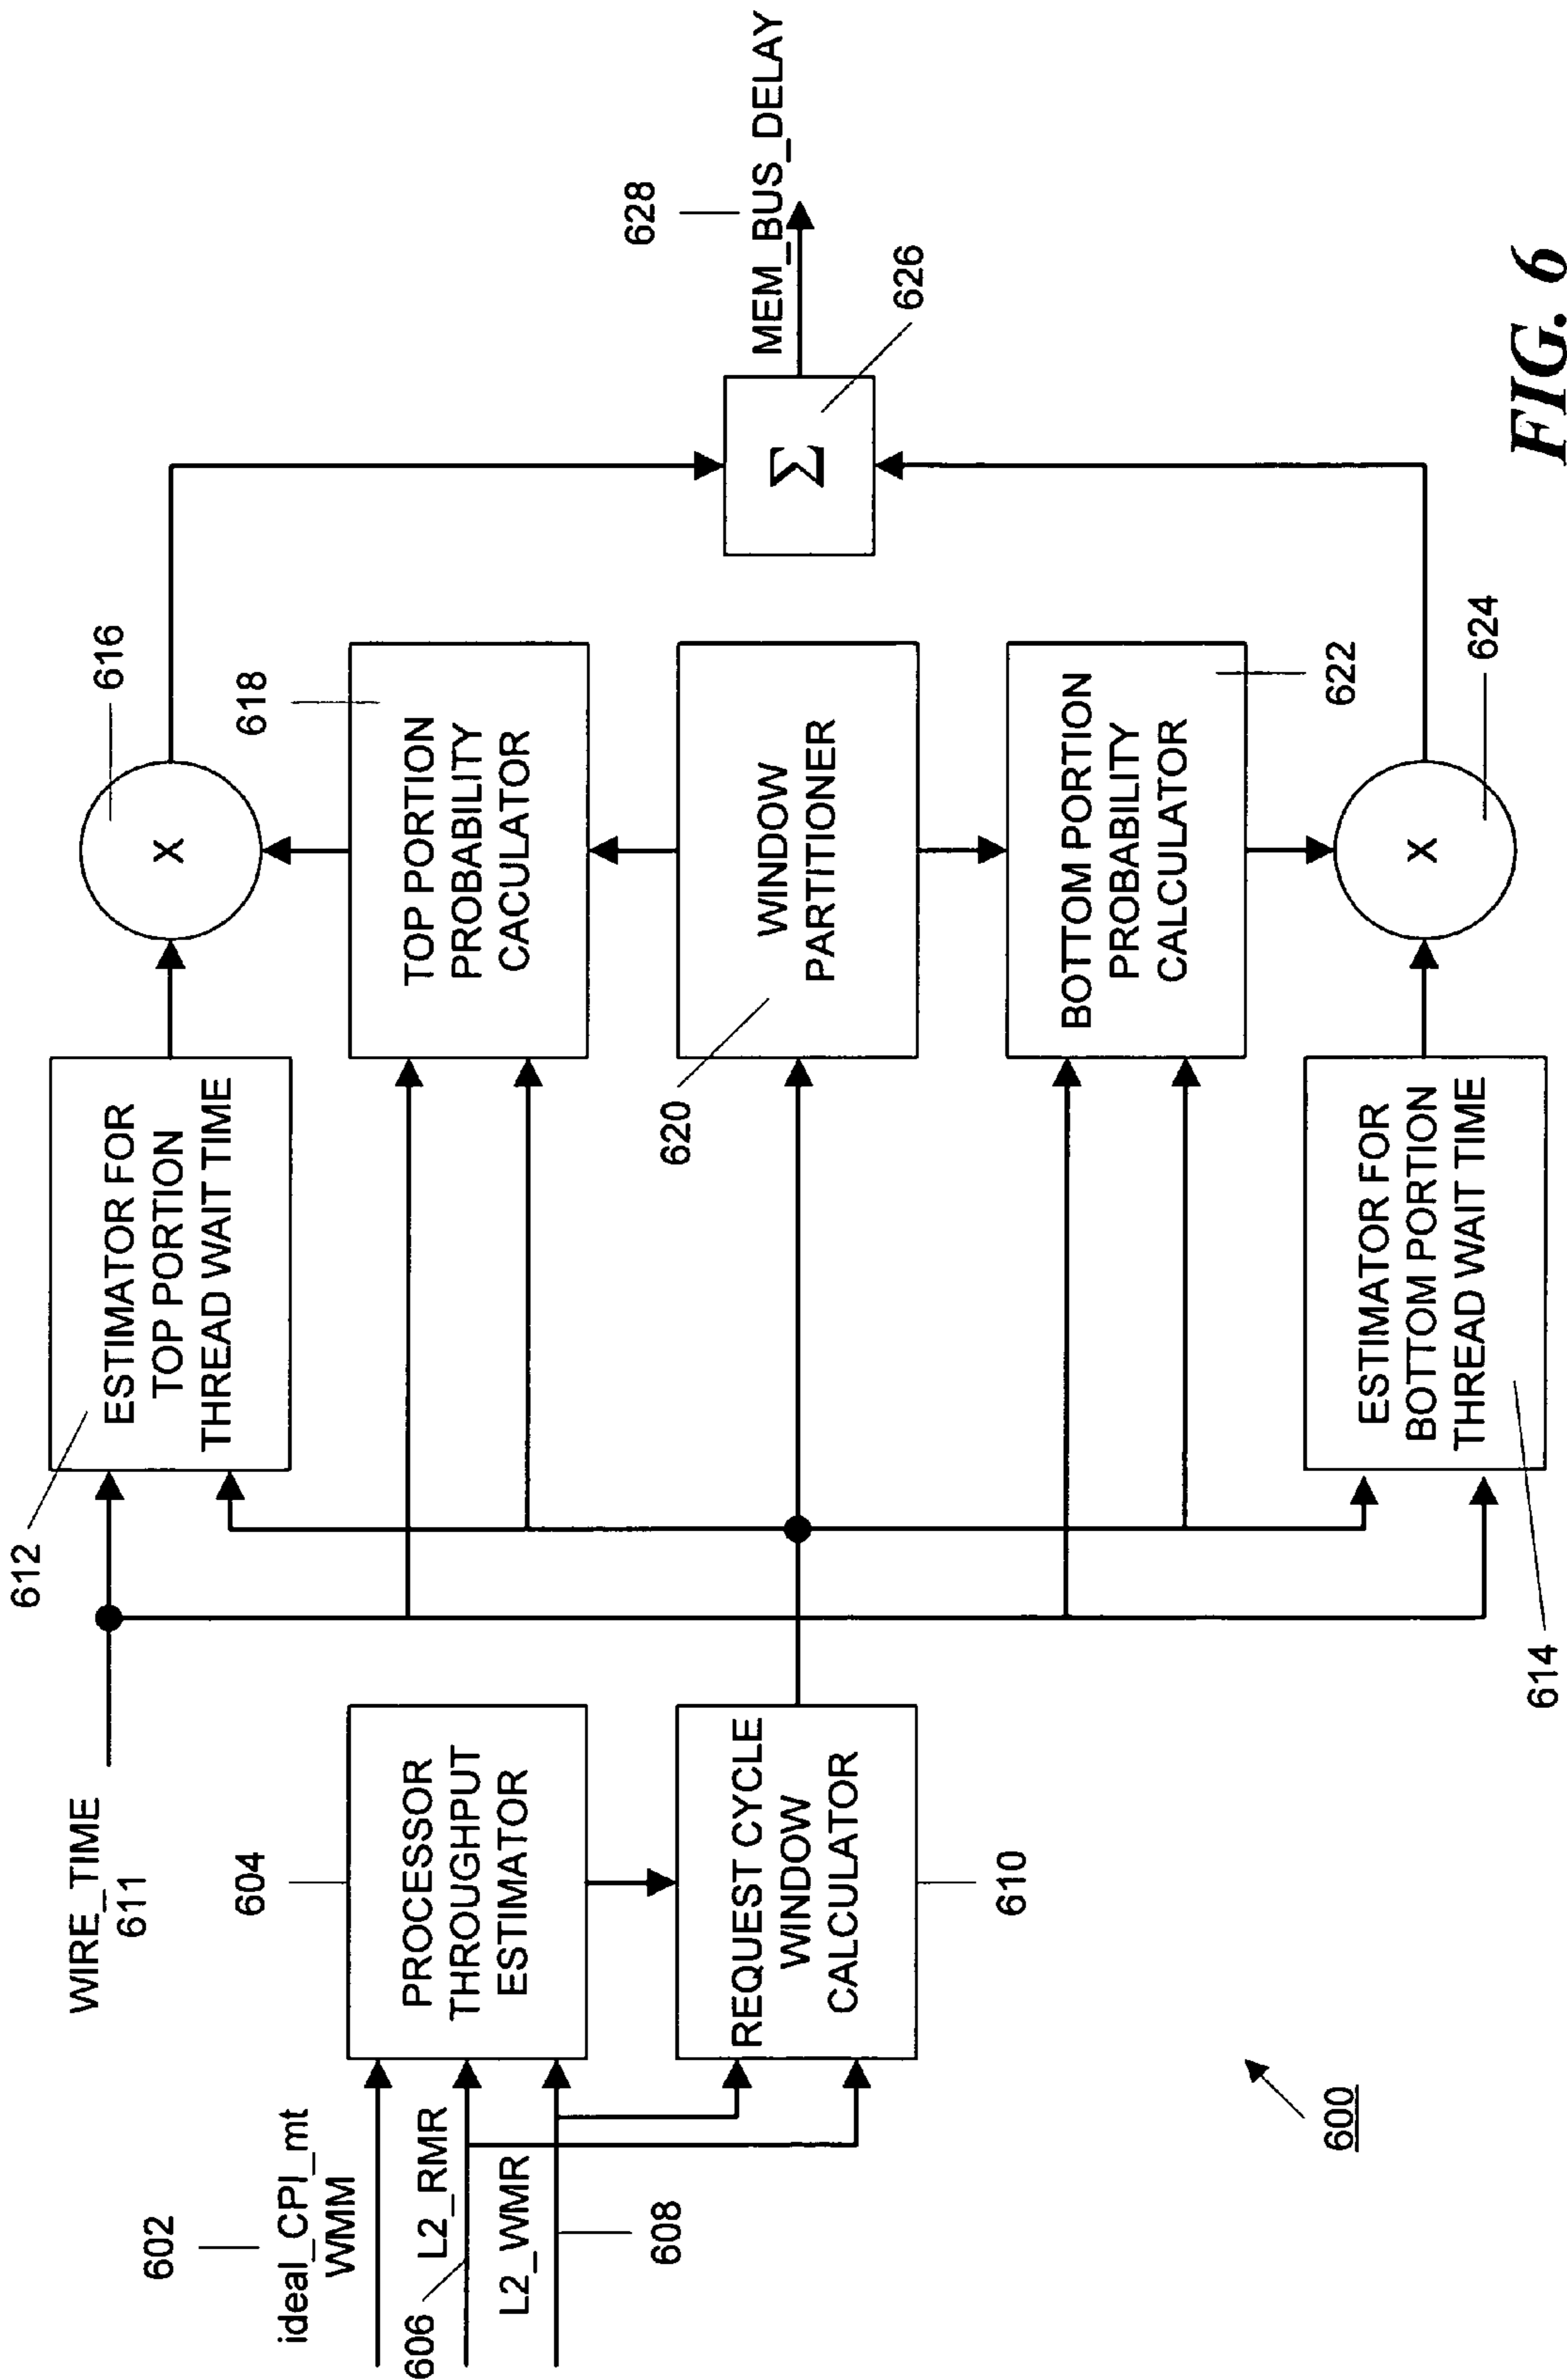 602
ideal_CPI_mt
WMM
606
L2_RMR
L2_WMR
608
WIRE_TIME
611
604
PROCESSOR
THROUGHPUT
ESTIMATOR
REQUEST CYCLE
WINDOW
CALCULATOR
610
612
ESTIMATOR FOR
TOP PORTION
THREAD WAIT TIME
616
X
618
TOP PORTION
PROBABILITY
CACULATOR
620
WINDOW
PARTITIONER
BOTTOM PORTION
PROBABILITY
CALCULATOR
622
614
ESTIMATOR FOR
BOTTOM PORTION
THREAD WAIT TIME
X
624
Σ
626
628
MEM_BUS_DELAY
600
FIG. 6